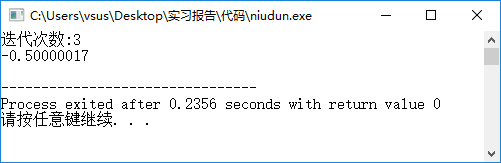 C:\Users\vsus\Desktop\实习报告\代码\niudun.exe
迭代次数:3
-0.50000017
--------------------------------
Process exited after 0.2356 seconds with return value 0
请按任意键继续. . .